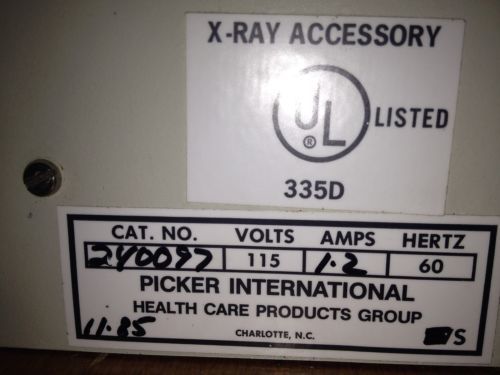 X-RAY ACCESSORY
UL
®
LISTED
335D
CAT. NO. VOLTS AMPS HERTZ
240097 115 1.2 60
PICKER INTERNATIONAL
HEALTH CARE PRODUCTS GROUP
11-85 CHARLOTTE, N.C. S